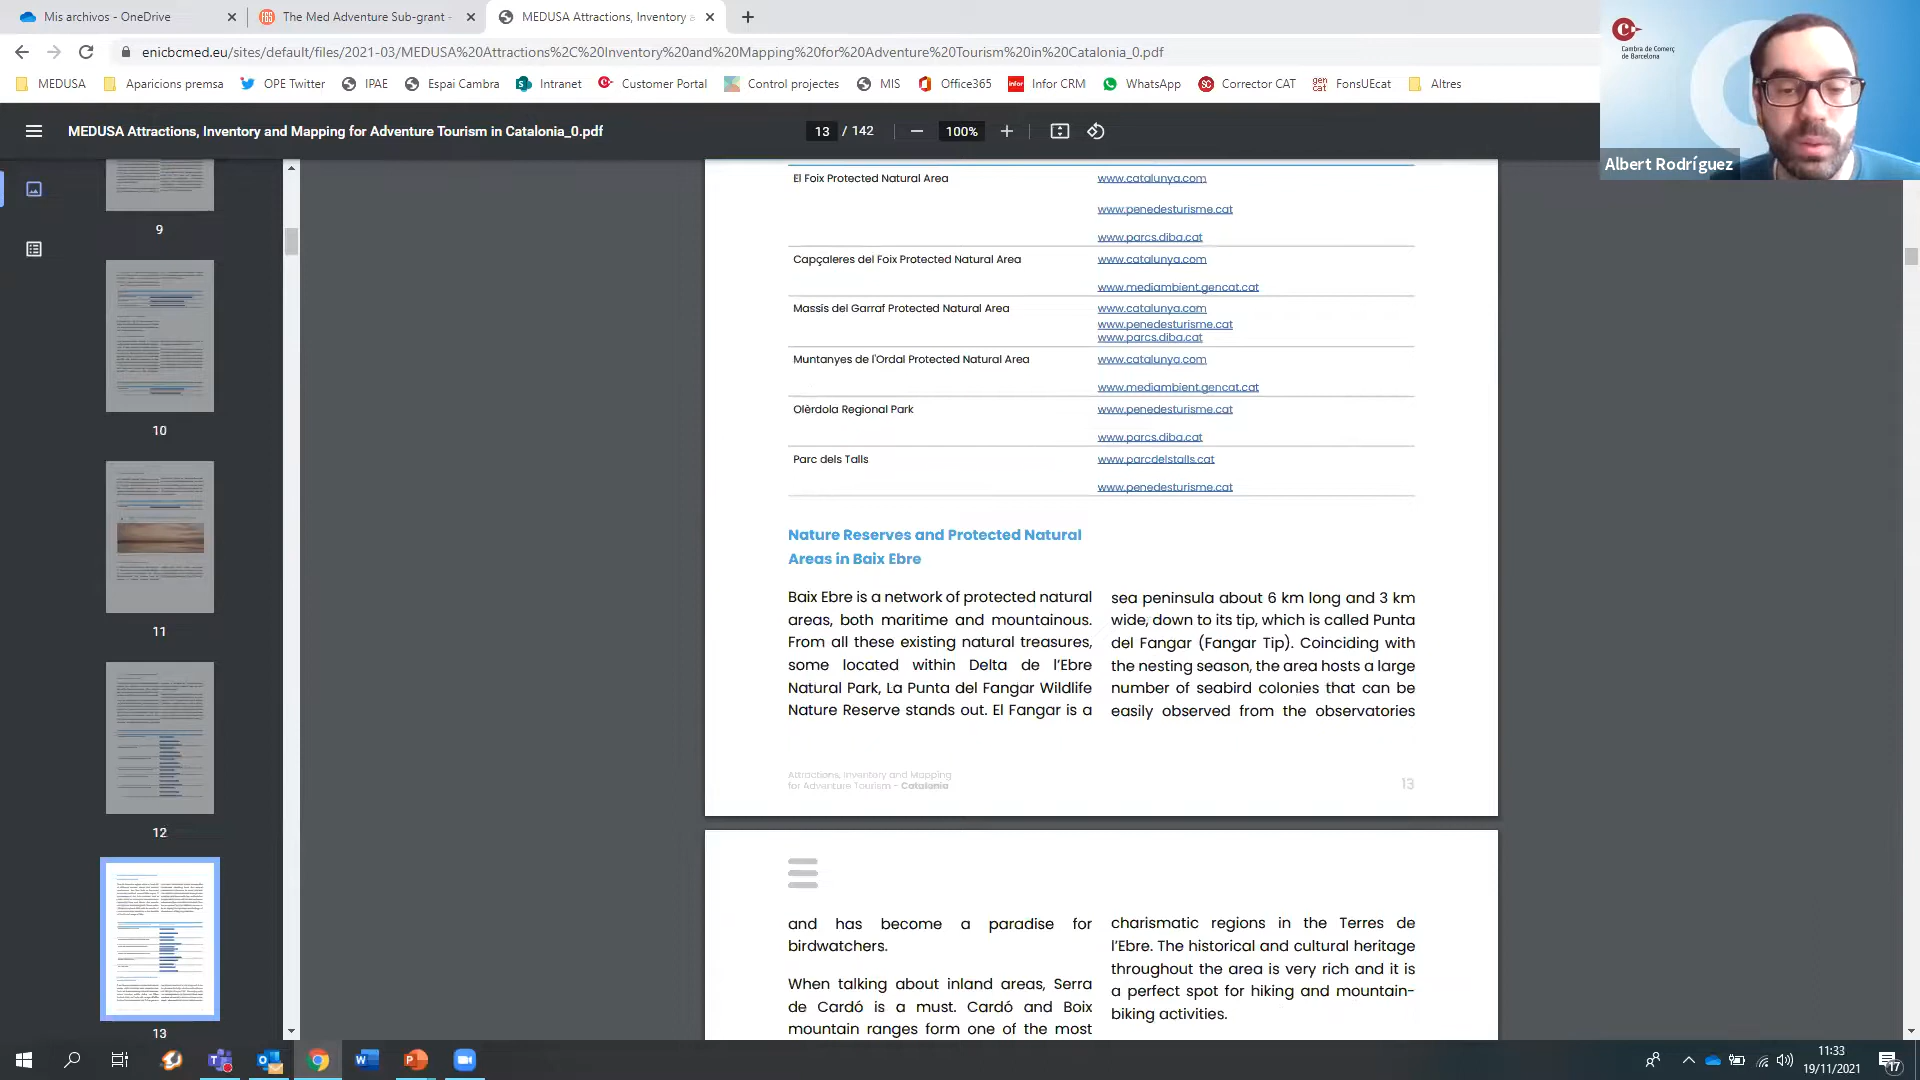 Mis archivos - OneDrive
The Med Adventure Sub-grant -
MEDUSA Attractions, Inventory a
enicbcmed.eu/sites/default/files/2021-03/MEDUSA%20Attractions%2C%20Inventory%20and%20Mapping%20for%20Adventure%20Tourism%20in%20Catalonia_0.pdf
MEDUSA
Aparicions premsa
OPE Twitter
IPAE
Espai Cambra
Intranet
Customer Portal
Control projectes
MIS
Office365
Infor CRM
WhatsApp
Corrector CAT
FonsUEcat
Altres
MEDUSA Attractions, Inventory and Mapping for Adventure Tourism in Catalonia_0.pdf
13 / 142
100%
Cambra de Comerç
de Barcelona
Albert Rodríguez
9
10
11
12
13
El Foix Protected Natural Area
www.catalunya.com
www.penedesturisme.cat
www.parcs.diba.cat
Capçaleres del Foix Protected Natural Area
www.catalunya.com
www.mediambient.gencat.cat
Massís del Garraf Protected Natural Area
www.catalunya.com
www.penedesturisme.cat
www.parcs.diba.cat
Muntanyes de l'Ordal Protected Natural Area
www.catalunya.com
www.mediambient.gencat.cat
Olèrdola Regional Park
www.penedesturisme.cat
www.parcs.diba.cat
Parc dels Talls
www.parcdelstalls.cat
www.penedesturisme.cat
Nature Reserves and Protected Natural
Areas in Baix Ebre
Baix Ebre is a network of protected natural
areas, both maritime and mountainous.
From all these existing natural treasures,
some located within Delta de l'Ebre
Natural Park, La Punta del Fangar Wildlife
Nature Reserve stands out. El Fangar is a
sea peninsula about 6 km long and 3 km
wide, down to its tip, which is called Punta
del Fangar (Fangar Tip). Coinciding with
the nesting season, the area hosts a large
number of seabird colonies that can be
easily observed from the observatories
Attractions, Inventory and Mapping
for Adventure Tourism - Catalonia
13
and has become a paradise for
birdwatchers.
When talking about inland areas, Serra
de Cardó is a must. Cardó and Boix
mountain ranges form one of the most
charismatic regions in the Terres de
l'Ebre. The historical and cultural heritage
throughout the area is very rich and it is
a perfect spot for hiking and mountain-
biking activities.
11:33
19/11/2021
17